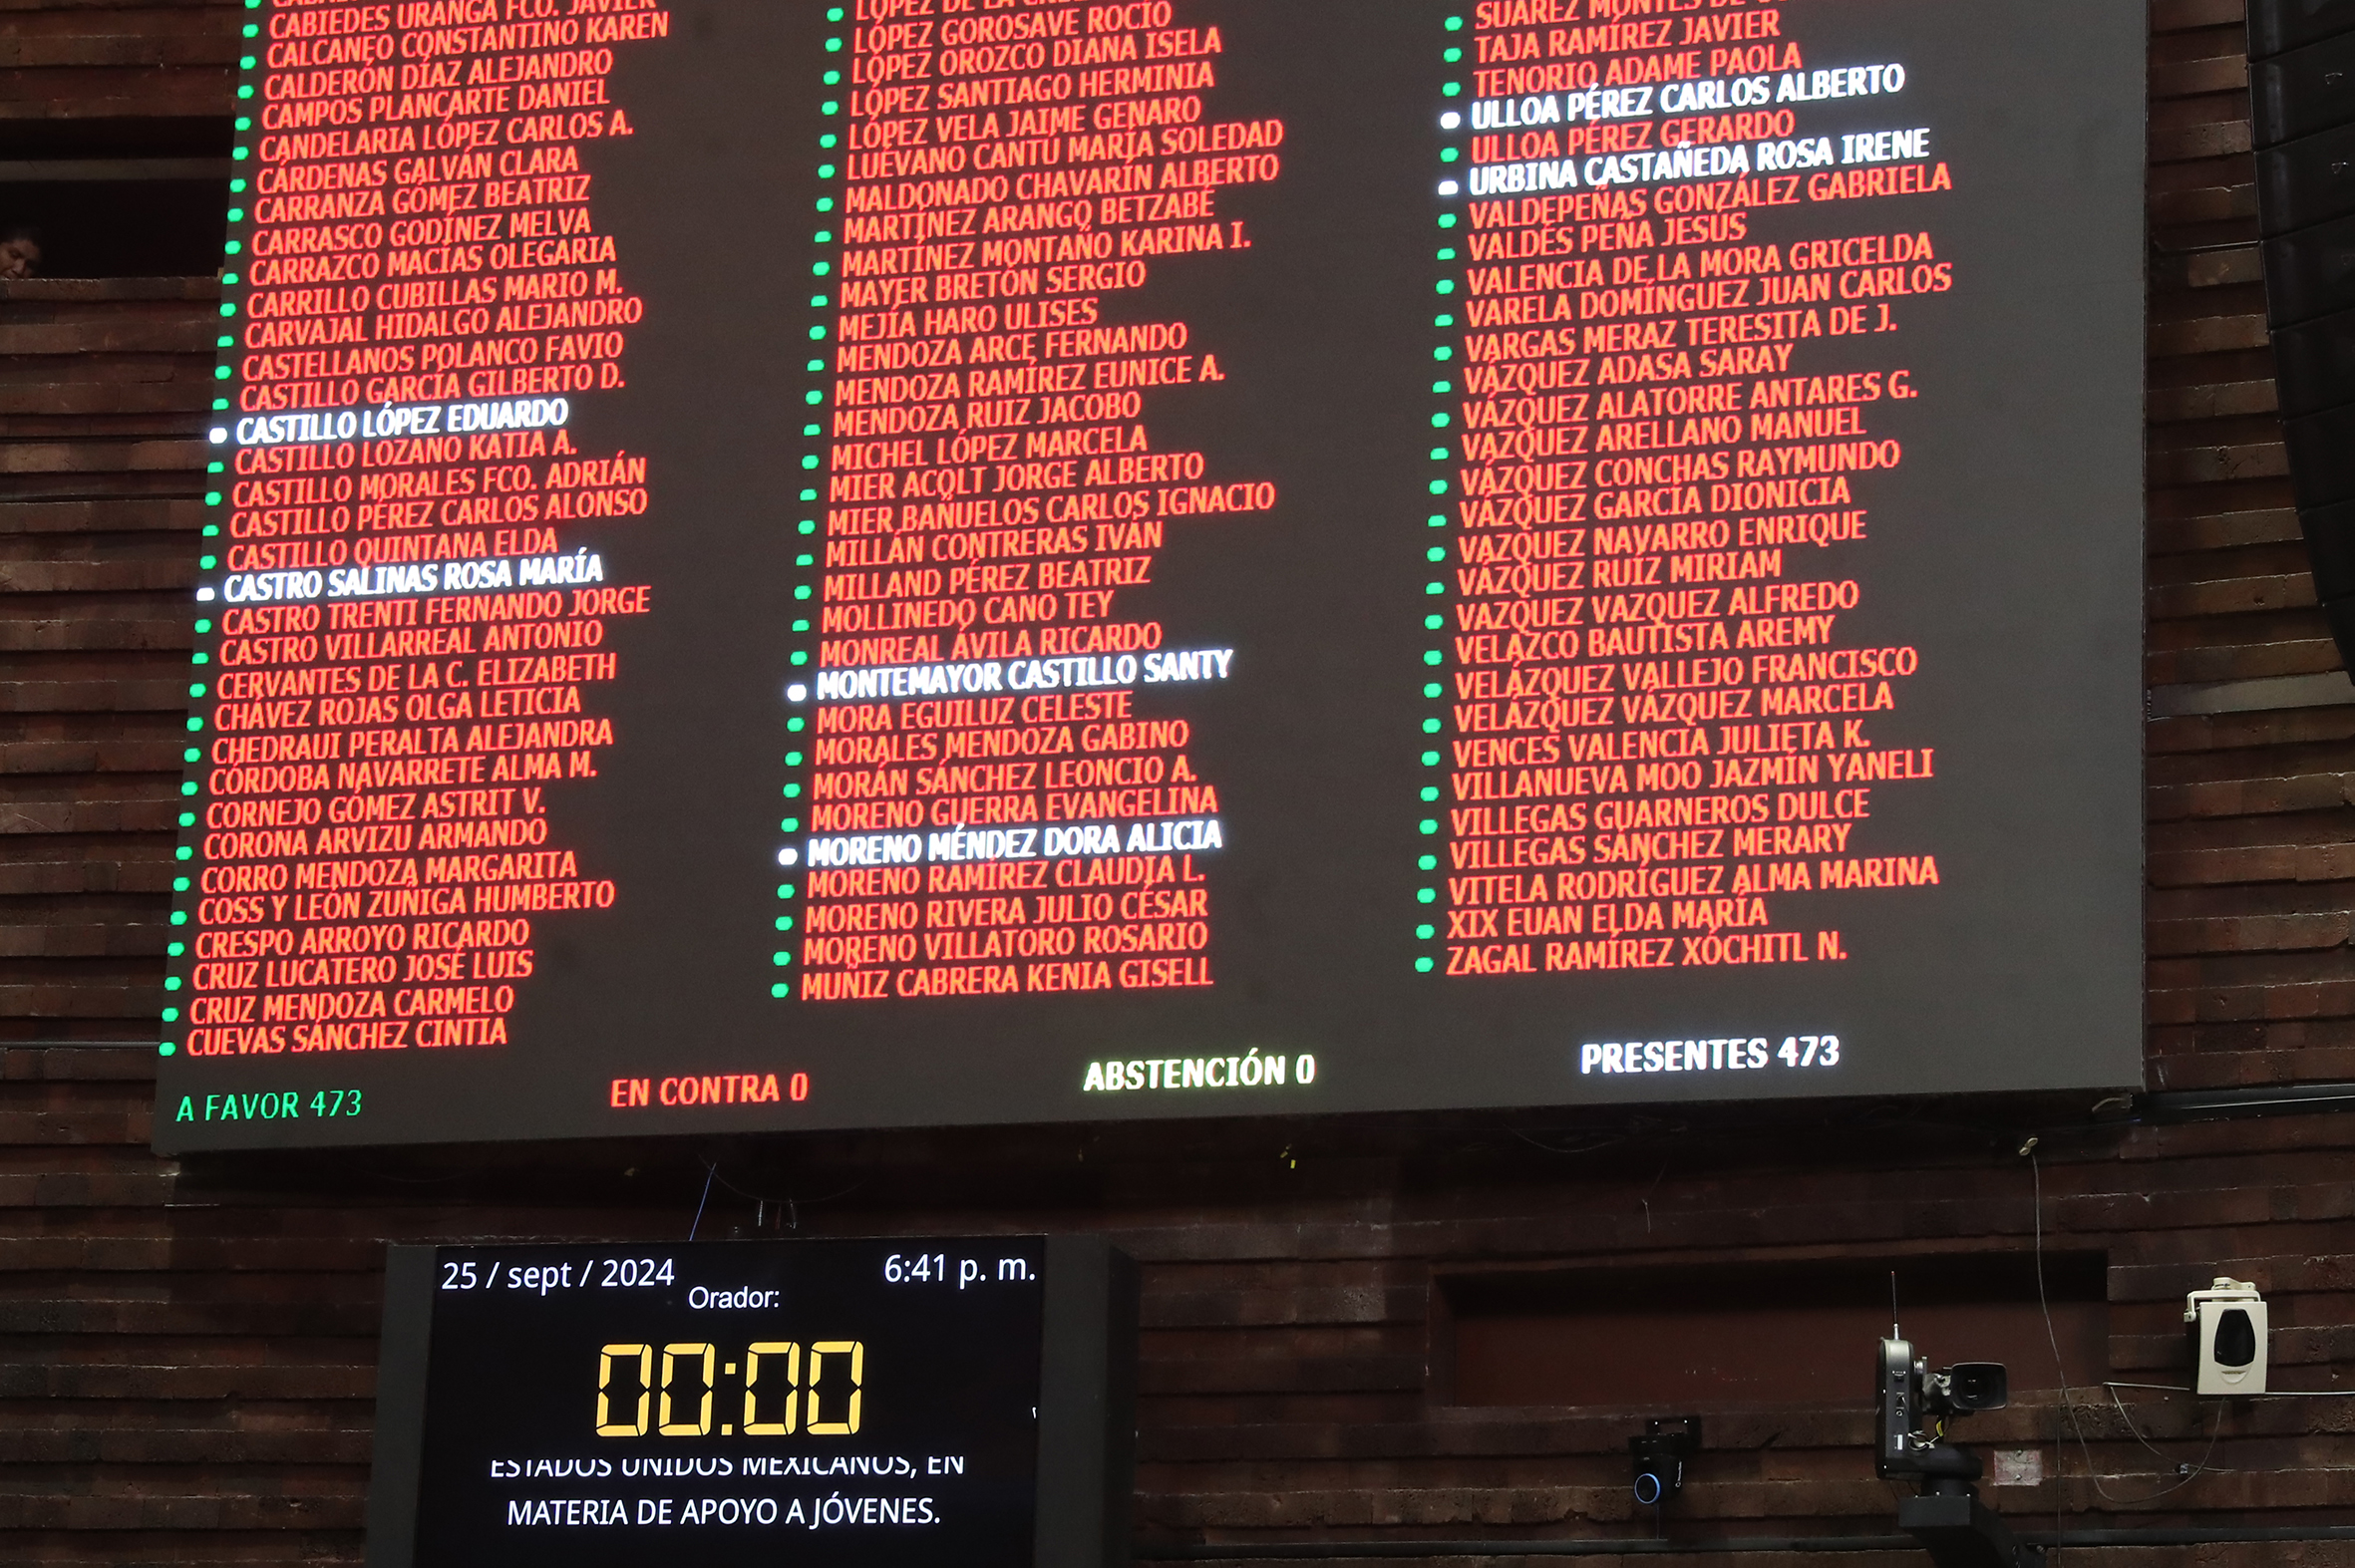 CABIEDES URANGA FCO. JAVIER
CALCANEO CONSTANTINO KAREN
CALDERÓN DÍAZ ALEJANDRO
CAMPOS PLANCARTE DANIEL
CANDELARIA LÓPEZ CARLOS A.
CÁRDENAS GALVÁN CLARA
CARRANZA GÓMEZ BEATRIZ
CARRASCO GODÍNEZ MELVA
CARRAZCO MACÍAS OLEGARIA
CARRILLO CUBILLAS MARIO M.
CARVAJAL HIDALGO ALEJANDRO
CASTELLANOS POLANCO FAVIO
CASTILLO GARCÍA GILBERTO D.
CASTILLO LÓPEZ EDUARDO
CASTILLO LOZANO KATIA A.
CASTILLO MORALES FCO. ADRIÁN
CASTILLO PÉREZ CARLOS ALONSO
CASTILLO QUINTANA ELDA
CASTRO SALINAS ROSA MARÍA
CASTRO TRENTI FERNANDO JORGE
CASTRO VILLARREAL ANTONIO
CERVANTES DE LA C. ELIZABETH
CHÁVEZ ROJAS OLGA LETICIA
CHEDRAUI PERALTA ALEJANDRA
CÓRDOBA NAVARRETE ALMA M.
CORNEJO GÓMEZ ASTRIT V.
CORONA ARVIZU ARMANDO
CORRO MENDOZA MARGARITA
COSS Y LEÓN ZUÑIGA HUMBERTO
CRESPO ARROYO RICARDO
CRUZ LUCATERO JOSÉ LUIS
CRUZ MENDOZA CARMELO
CUEVAS SÁNCHEZ CINTIA
LÓPEZ DE LA
LÓPEZ GOROSAVE ROCÍO
LÓPEZ OROZCO DIANA ISELA
LÓPEZ SANTIAGO HERMINIA
LÓPEZ VELA JAIME GENARO
LUÉVANO CANTÚ MARÍA SOLEDAD
MALDONADO CHAVARÍN ALBERTO
MARTÍNEZ ARANGO BETZABÉ
MARTÍNEZ MONTAÑO KARINA I.
MAYER BRETÓN SERGIO
MEJÍA HARO ULISES
MENDOZA ARCE FERNANDO
MENDOZA RAMÍREZ EUNICE A.
MENDOZA RUIZ JACOBO
MICHEL LÓPEZ MARCELA
MIER ACOLT JORGE ALBERTO
MIER BAÑUELOS CARLOS IGNACIO
MILLÁN CONTRERAS IVÁN
MILLAND PÉREZ BEATRIZ
MOLLINEDO CANO TEY
MONREAL ÁVILA RICARDO
MONTEMAYOR CASTILLO SANTY
MORA EGUILUZ CELESTE
MORALES MENDOZA GABINO
MORÁN SÁNCHEZ LEONCIO A.
MORENO GUERRA EVANGELINA
MORENO MÉNDEZ DORA ALICIA
MORENO RAMÍREZ CLAUDIA L.
MORENO RIVERA JULIO CÉSAR
MORENO VILLATORO ROSARIO
MUÑIZ CABRERA KENIA GISELL
SUÁREZ MONTES DE
TAJA RAMÍREZ JAVIER
TENORIO ADAME PAOLA
ULLOA PÉREZ CARLOS ALBERTO
ULLOA PÉREZ GERARDO
URBINA CASTAÑEDA ROSA IRENE
VALDEPEÑAS GONZÁLEZ GABRIELA
VALDÉS PEÑA JESÚS
VALENCIA DE LA MORA GRICELDA
VARELA DOMÍNGUEZ JUAN CARLOS
VARGAS MERAZ TERESITA DE J.
VÁZQUEZ ADASA SARAY
VÁZQUEZ ALATORRE ANTARES G.
VÁZQUEZ ARELLANO MANUEL
VÁZQUEZ CONCHAS RAYMUNDO
VÁZQUEZ GARCÍA DIONICIA
VÁZQUEZ NAVARRO ENRIQUE
VÁZQUEZ RUÍZ MIRIAM
VÁZQUEZ VÁZQUEZ ALFREDO
VELAZCO BAUTISTA AREMY
VELÁZQUEZ VALLEJO FRANCISCO
VELÁZQUEZ VÁZQUEZ MARCELA
VENCES VALENCIA JULIETA K.
VILLANUEVA MOO JAZMÍN YANELI
VILLEGAS GUARNEROS DULCE
VILLEGAS SÁNCHEZ MERARY
VITELA RODRÍGUEZ ALMA MARINA
XIX EUAN ELDA MARÍA
ZAGAL RAMÍREZ XÓCHITL N.
A FAVOR 473
EN CONTRA 0
ABSTENCIÓN 0
PRESENTES 473
25 / sept / 2024
6:41 p. m.
Orador:
00:00
ESTADOS UNIDOS MEXICANOS, EN
MATERIA DE APOYO A JÓVENES.